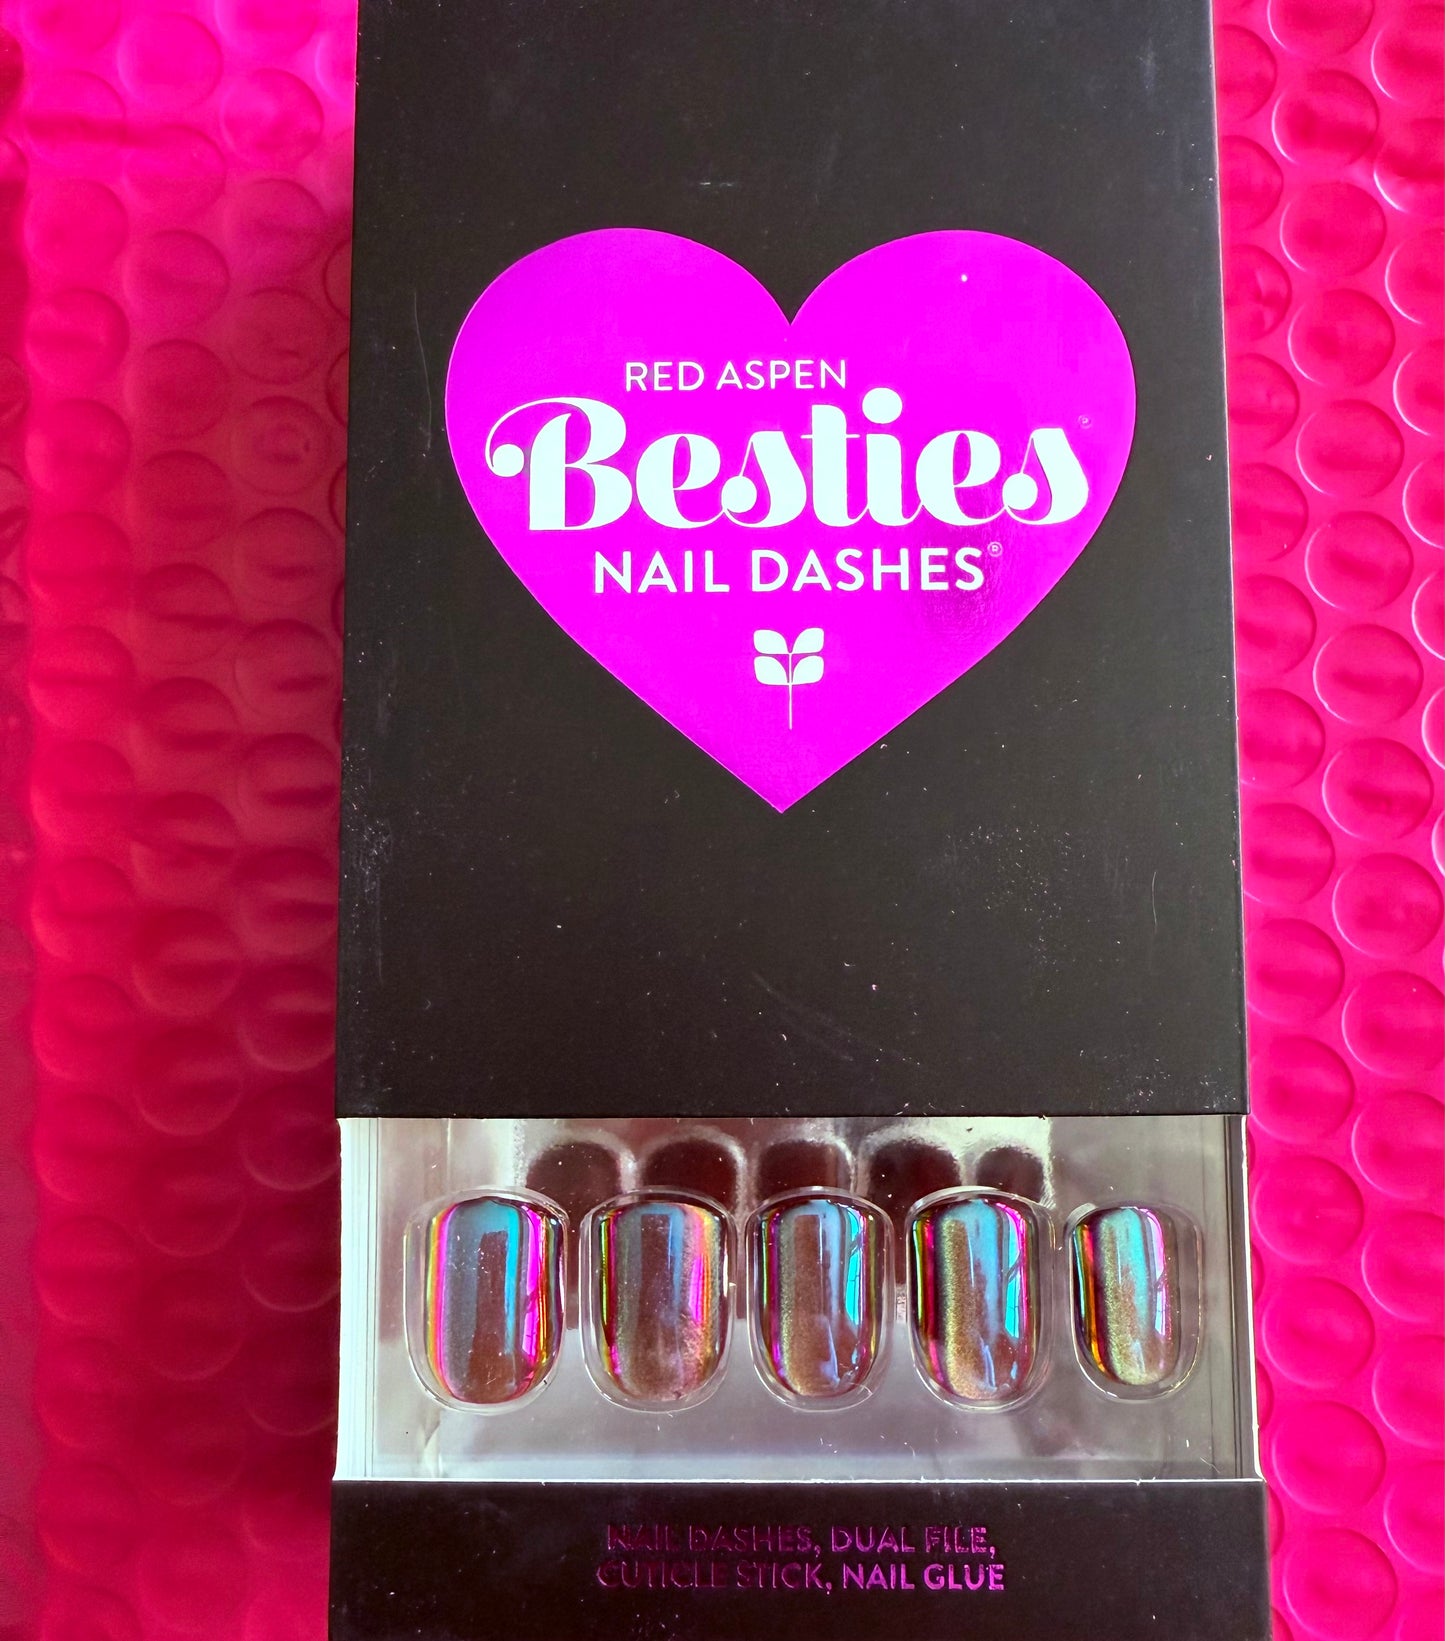 RED ASPEN
Besties®
NAIL DASHES®
NAIL DASHES, DUAL FILE,
CUTICLE STICK, NAIL GLUE